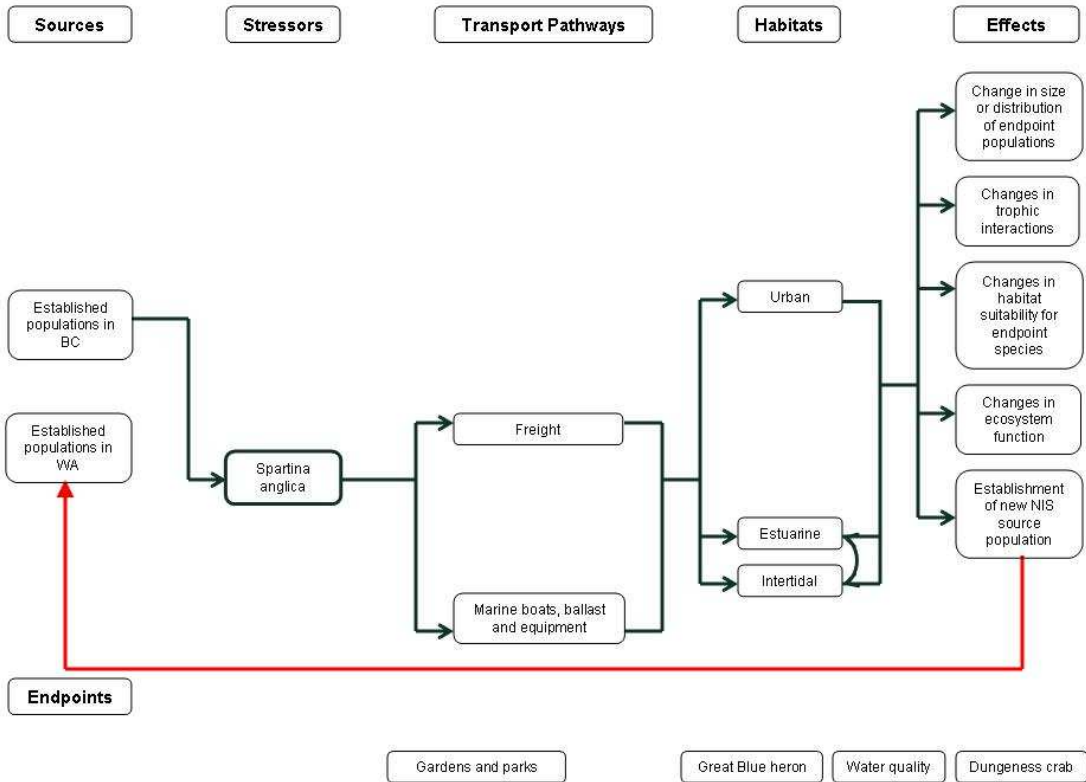 Sources
Stressors
Transport Pathways
Habitats
Effects
Change in size
or distribution
of endpoint
populations
Changes in
trophic
interactions
Established
populations in
BC
Urban
Changes in
habitat
suitability for
endpoint
species
Established
populations in
WA
Freight
Changes in
ecosystem
function
Spartina
anglica
Establishment
of new NIS
source
population
Estuarine
Intertidal
Marine boats, ballast
and equipment
Endpoints
Gardens and parks
Great Blue heron
Water quality
Dungeness crab